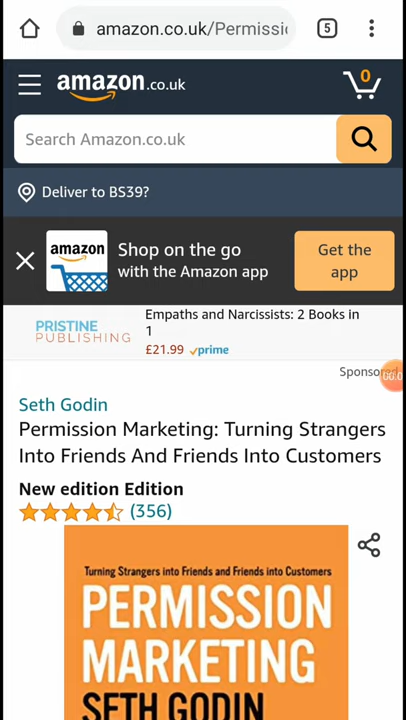 amazon.co.uk/Permissi
5
amazon.co.uk
0
Search Amazon.co.uk
Deliver to BS39?
amazon
Shop on the go
with the Amazon app
Get the
app
PRISTINE
PUBLISHING
Empaths and Narcissists: 2 Books in
1
£21.99 prime
Sponsored
Seth Godin
Permission Marketing: Turning Strangers
Into Friends And Friends Into Customers
New edition Edition
(356)
Turning Strangers into Friends and Friends into Customers
PERMISSION
MARKETING
SETH GODIN